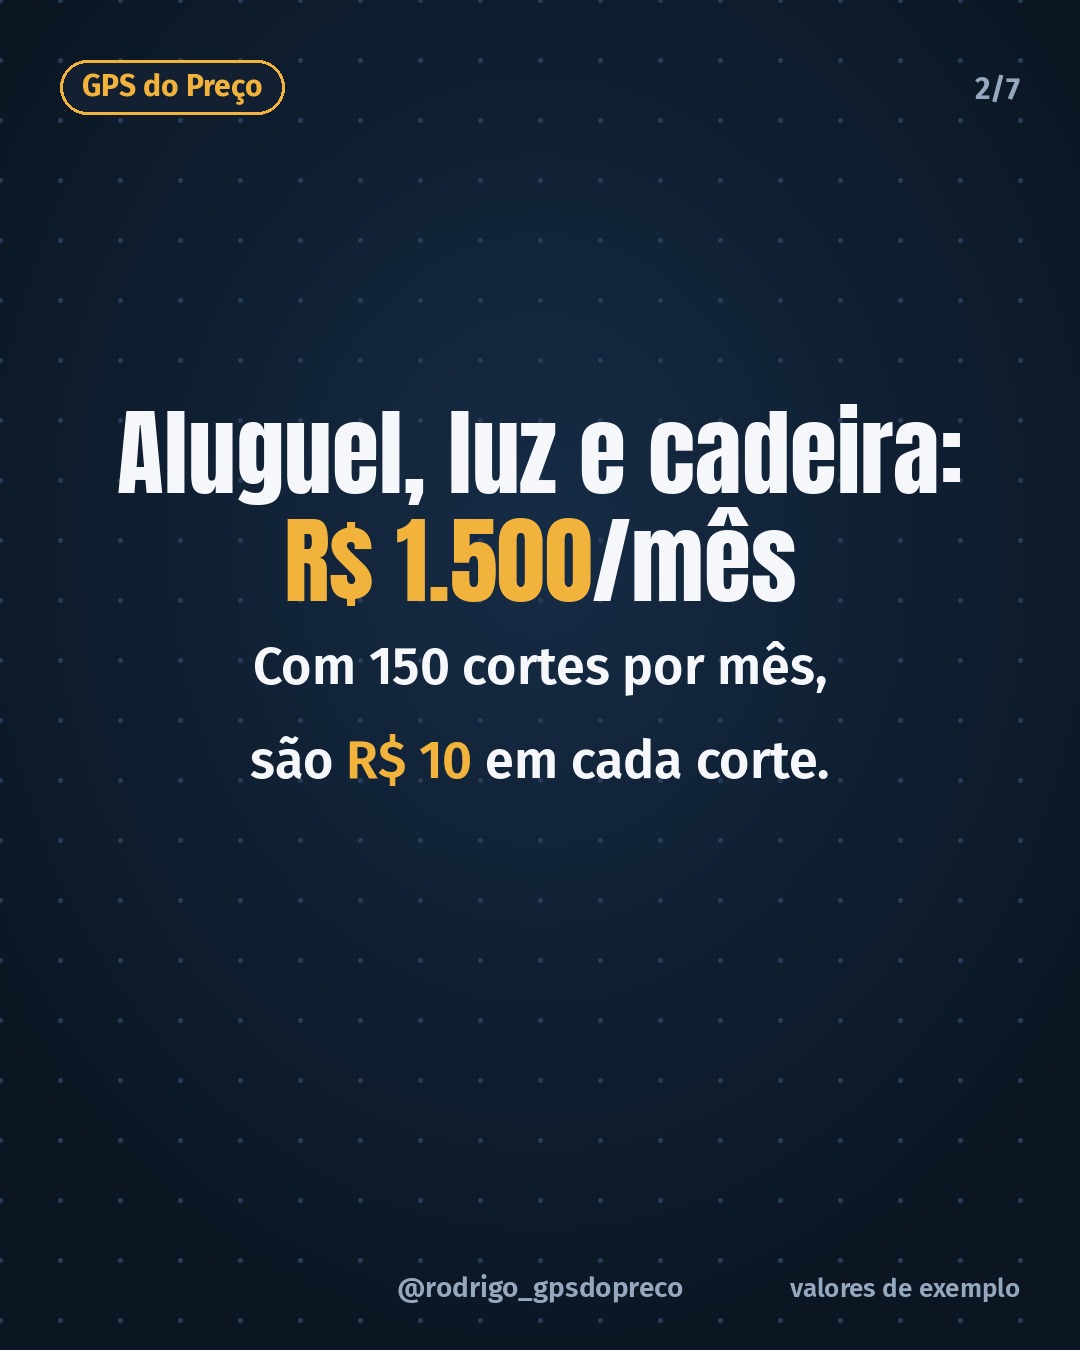 GPS do Preço
2/7
Aluguel, luz e cadeira:
R$ 1.500/mês
Com 150 cortes por mês,
são R$ 10 em cada corte.
@rodrigo_gpsdopreco
valores de exemplo